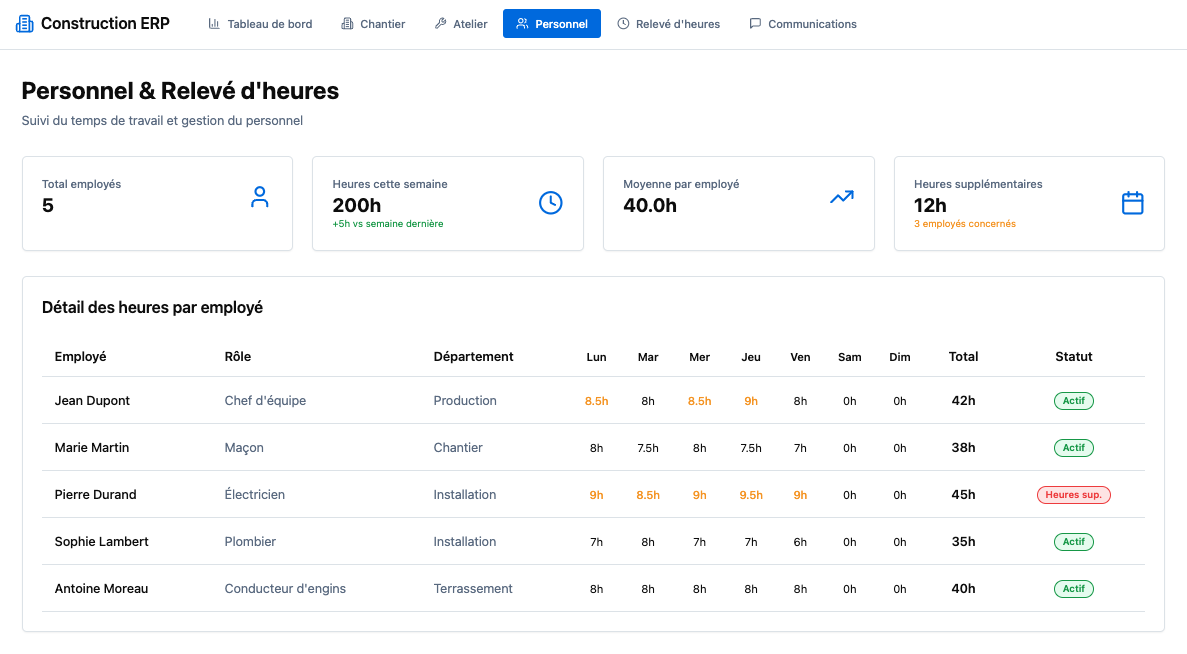 Construction ERP Tableau de bord Chantier Atelier Personnel Relevé d'heures Communications
Personnel & Relevé d'heures
Suivi du temps de travail et gestion du personnel
Total employés
5
Heures cette semaine
200h
+5h vs semaine dernière
Moyenne par employé
40.0h
Heures supplémentaires
12h
3 employés concernés
Détail des heures par employé
Employé Rôle Département Lun Mar Mer Jeu Ven Sam Dim Total Statut
Jean Dupont Chef d'équipe Production 8.5h 8h 8.5h 9h 8h 0h 0h 42h Actif
Marie Martin Maçon Chantier 8h 7.5h 8h 7.5h 7h 0h 0h 38h Actif
Pierre Durand Électricien Installation 9h 8.5h 9h 9.5h 9h 0h 0h 45h Heures sup.
Sophie Lambert Plombier Installation 7h 8h 7h 7h 6h 0h 0h 35h Actif
Antoine Moreau Conducteur d'engins Terrassement 8h 8h 8h 8h 8h 0h 0h 40h Actif